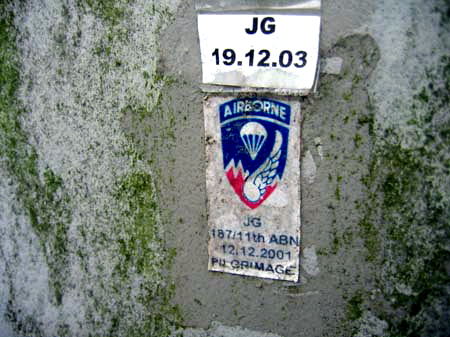 JG
19.12.03
AIRBORNE
JG
187/11th ABN
12.12.2001
PILGRIMAGE